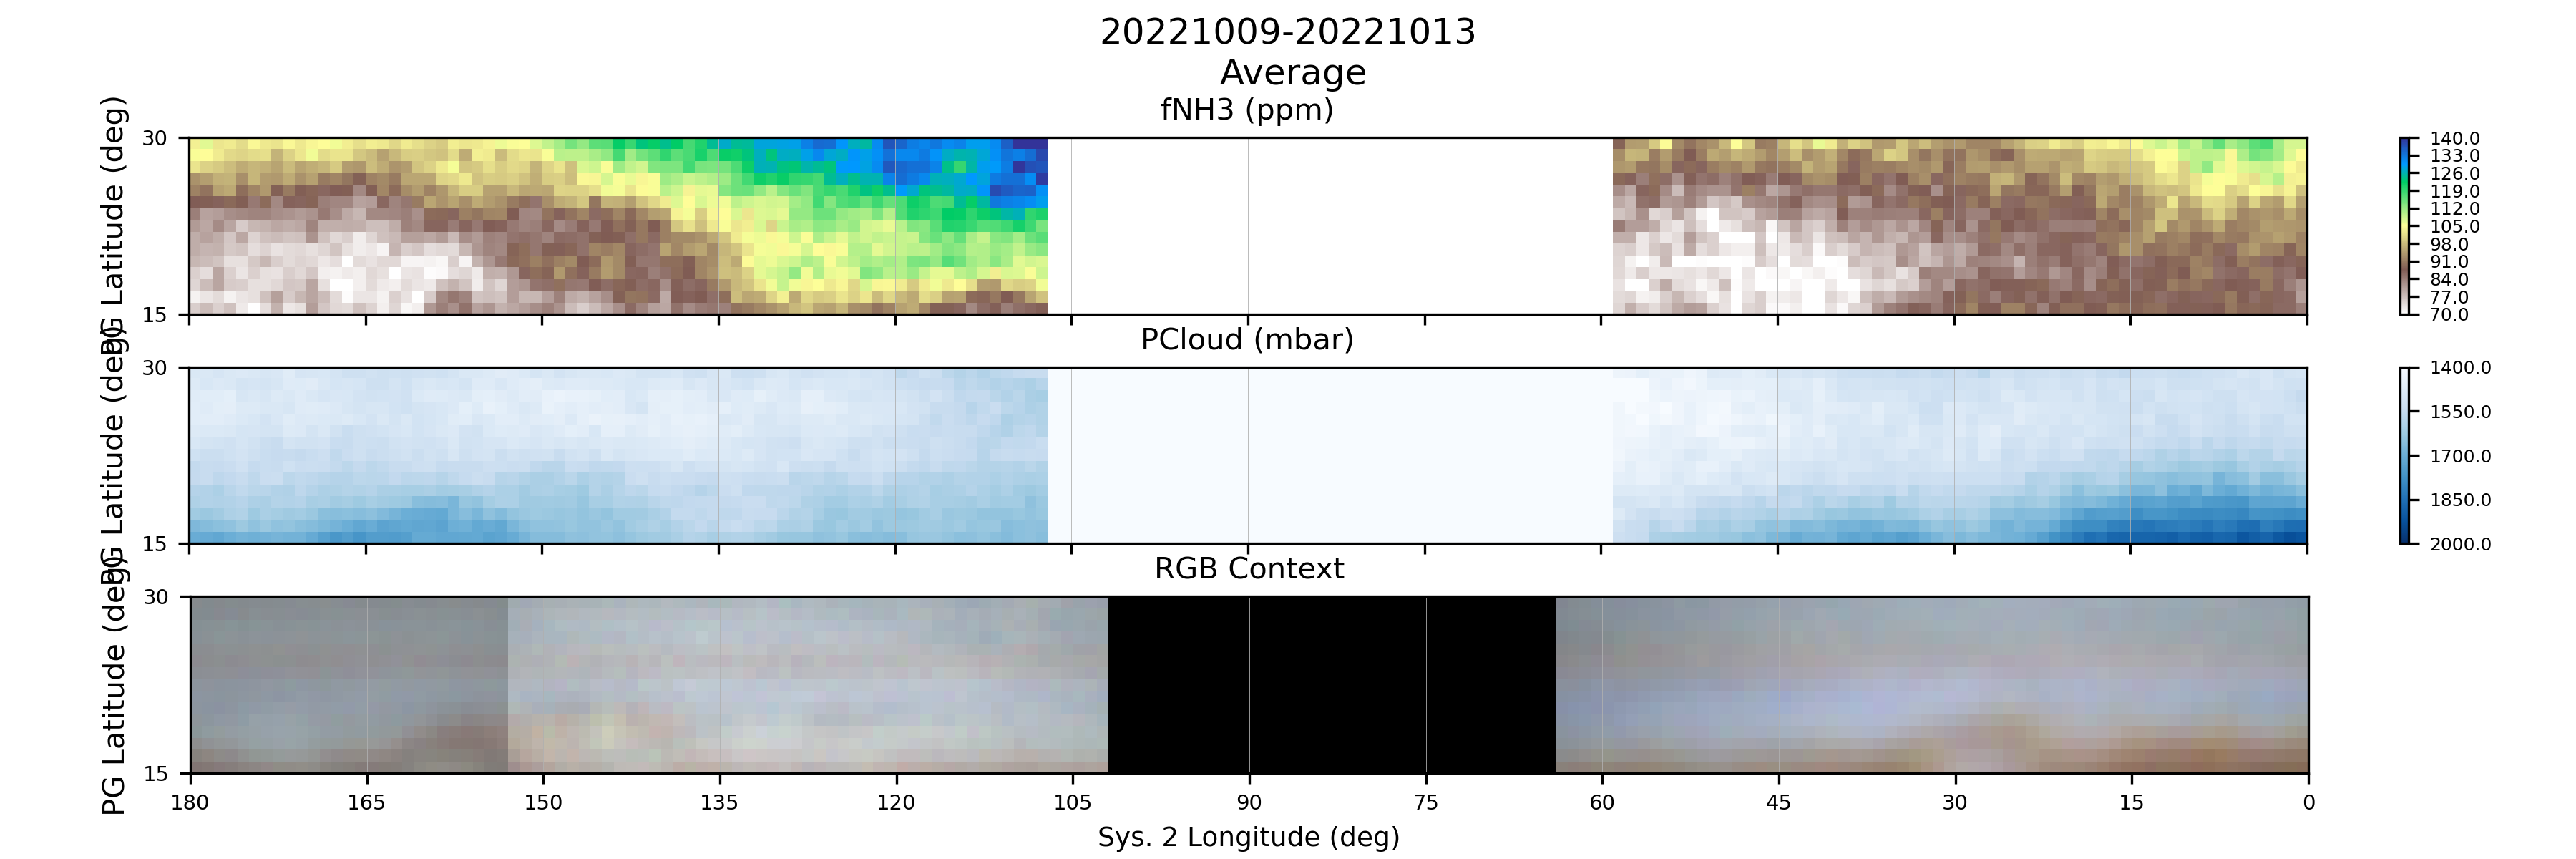 20221009-20221013
Average
fNH3 (ppm)
PG Latitude (deg)
30
15
140.0
133.0
126.0
119.0
112.0
105.0
98.0
91.0
84.0
77.0
70.0
PCloud (mbar)
PG Latitude (deg)
30
15
1400.0
1550.0
1700.0
1850.0
2000.0
RGB Context
PG Latitude (deg)
30
15
180 165 150 135 120 105 90 75 60 45 30 15 0
Sys. 2 Longitude (deg)